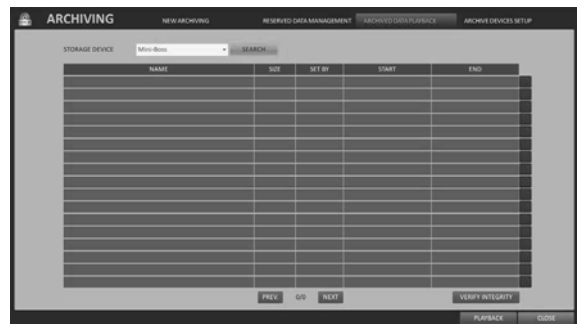 ARCHIVING NEW ARCHIVING RESERVED DATA MANAGEMENT ARCHIVED DATA PLAYBACK ARCHIVE DEVICES SETUP
STORAGE DEVICE Mini-Boss SEARCH
NAME SIZE SET BY START END
PREV. 0/0 NEXT VERIFY INTEGRITY
PLAYBACK CLOSE